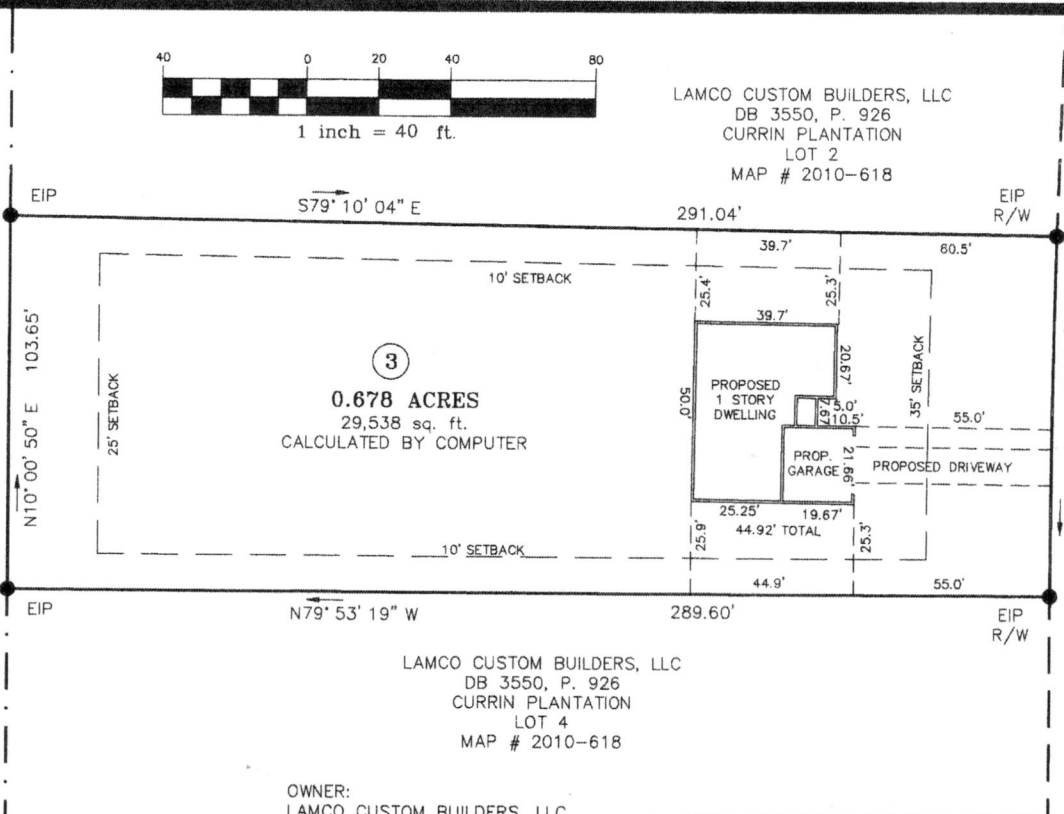 40 0 20 40 80
1 inch = 40 ft.
LAMCO CUSTOM BUILDERS, LLC
DB 3550, P. 926
CURRIN PLANTATION
LOT 2
MAP # 2010-618
EIP
S79° 10' 04" E
291.04'
EIP
R/W
39.7'
60.5'
10' SETBACK
25.4'
25.3'
39.7'
N10° 00' 50" E 103.65'
25' SETBACK
3
0.678 ACRES
29,538 sq. ft.
CALCULATED BY COMPUTER
50.0'
PROPOSED
1 STORY
DWELLING
20.67'
7.67'
5.0'
10.5'
35' SETBACK
55.0'
PROP.
GARAGE
21.66'
PROPOSED DRIVEWAY
25.25'
19.67'
44.92' TOTAL
25.9'
25.3'
10' SETBACK
44.9'
55.0'
EIP
N79° 53' 19" W
289.60'
EIP
R/W
LAMCO CUSTOM BUILDERS, LLC
DB 3550, P. 926
CURRIN PLANTATION
LOT 4
MAP # 2010-618
OWNER:
LAMCO CUSTOM BUILDERS, LLC